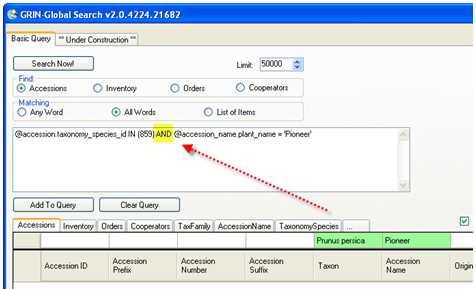 GRIN-Global Search v2.0.4224.21682
Basic Query ** Under Construction **
Search Now! Limit: 50000
Find:
Accessions Inventory Orders Cooperators
Matching
Any Word All Words List of Items
@accession.taxonomy_species_id IN (859) AND @accession_name.plant_name = 'Pioneer'
Add To Query Clear Query
Accessions Inventory Orders Cooperators TaxFamily AccessionName TaxonomySpecies ...
Prunus persica Pioneer
Accession ID Accession Prefix Accession Number Accession Suffix Taxon Accession Name Origin